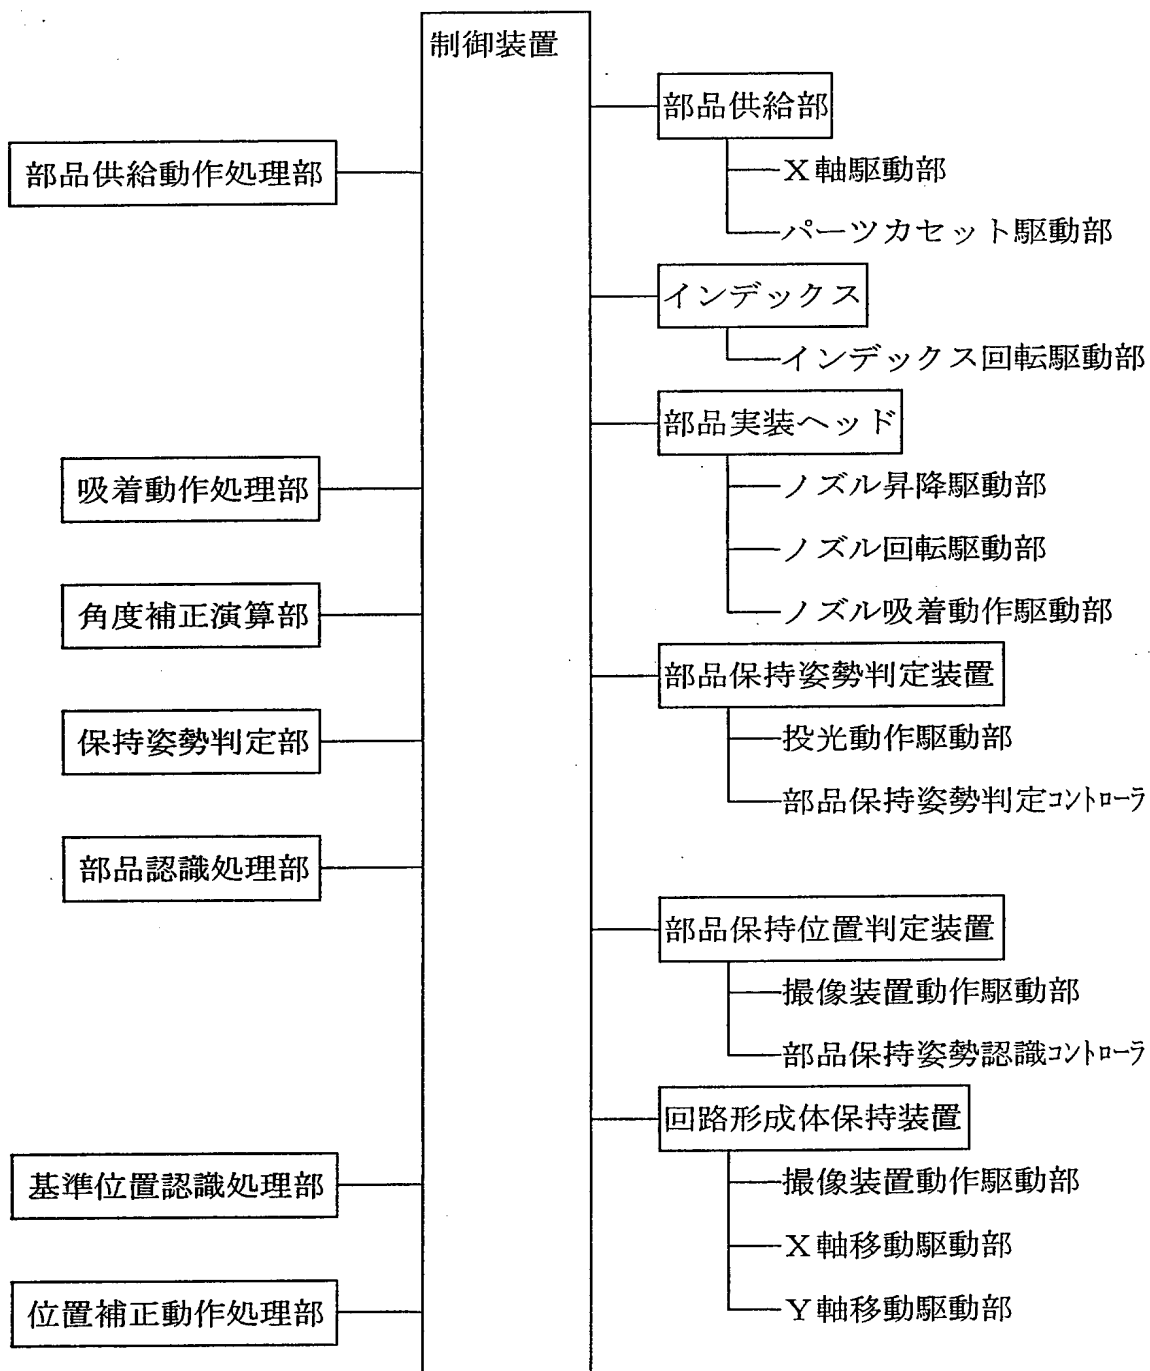 制御装置
部品供給部
部品供給動作処理部
X軸駆動部
パーツカセット駆動部
インデックス
インデックス回転駆動部
部品実装ヘッド
吸着動作処理部
ノズル昇降駆動部
ノズル回転駆動部
角度補正演算部
ノズル吸着動作駆動部
部品保持姿勢判定装置
保持姿勢判定部
投光動作駆動部
部品保持姿勢判定コントローラ
部品認識処理部
部品保持位置判定装置
撮像装置動作駆動部
部品保持姿勢認識コントローラ
回路形成体保持装置
基準位置認識処理部
撮像装置動作駆動部
X軸移動駆動部
位置補正動作処理部
Y軸移動駆動部